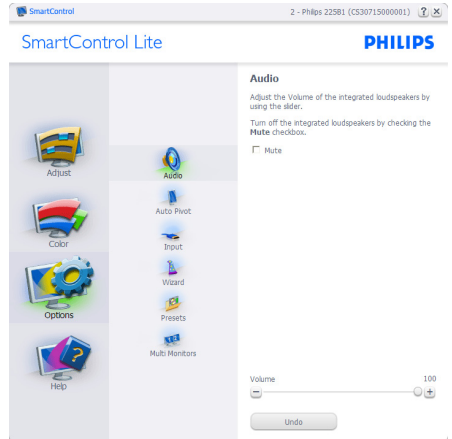 SmartControl
2 - Philips 225B1 (CS30715000001)
SmartControl Lite
PHILIPS
Adjust
Color
Options
Help
Audio
Auto Pivot
Input
Wizard
Presets
Multi Monitors
Audio
Adjust the Volume of the integrated loudspeakers by
using the slider.
Turn off the integrated loudspeakers by checking the
Mute checkbox.
Mute
Volume
100
Undo